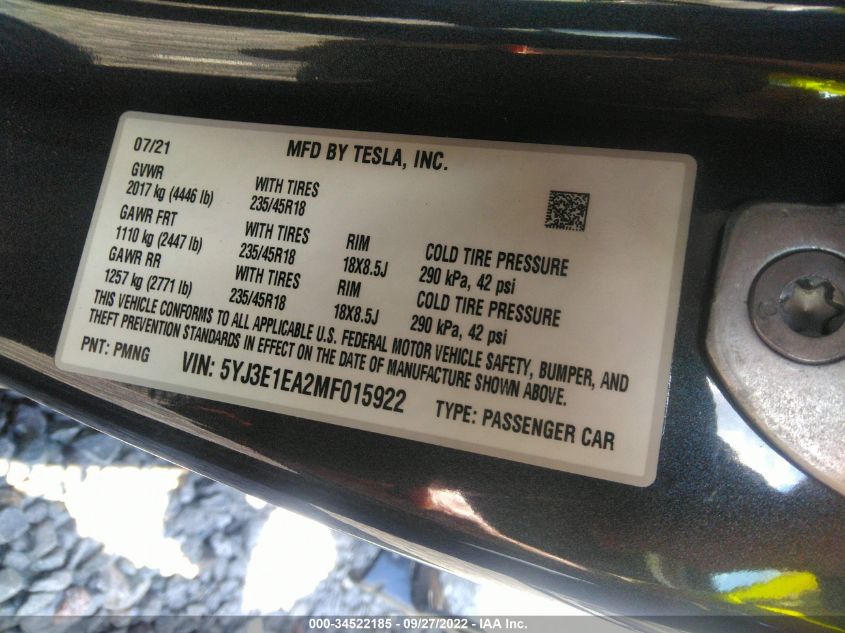 07/21
MFD BY TESLA, INC.
GVWR
2017 kg (4446 lb)
WITH TIRES
235/45R18
GAWR FRT
1110 kg (2447 lb)
WITH TIRES
235/45R18
RIM
18X8.5J
COLD TIRE PRESSURE
290 kPa, 42 psi
GAWR RR
1257 kg (2771 lb)
WITH TIRES
235/45R18
RIM
18X8.5J
COLD TIRE PRESSURE
290 kPa, 42 psi
THIS VEHICLE CONFORMS TO ALL APPLICABLE U.S. FEDERAL MOTOR VEHICLE SAFETY, BUMPER, AND
THEFT PREVENTION STANDARDS IN EFFECT ON THE DATE OF MANUFACTURE SHOWN ABOVE.
PNT: PMNG
VIN: 5YJ3E1EA2MF015922
TYPE: PASSENGER CAR
000-34522185 - 09/27/2022 - IAA Inc.